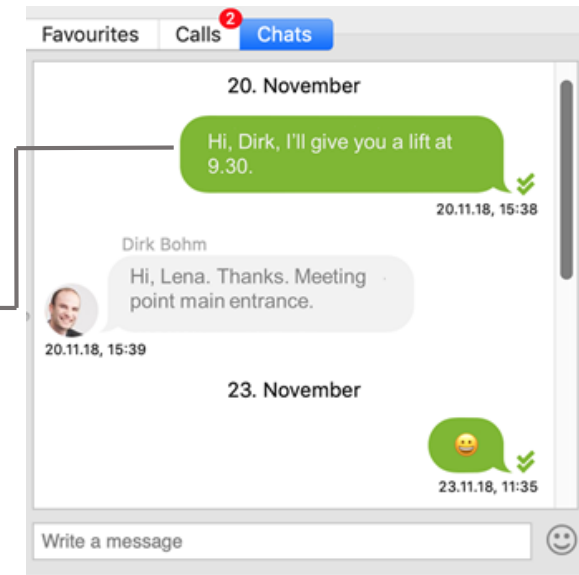 Favourites Calls 2 Chats
20. November
Hi, Dirk, I'll give you a lift at
9.30.
20.11.18, 15:38
Dirk Bohm
Hi, Lena. Thanks. Meeting
point main entrance.
20.11.18, 15:39
23. November
😀
23.11.18, 11:35
Write a message